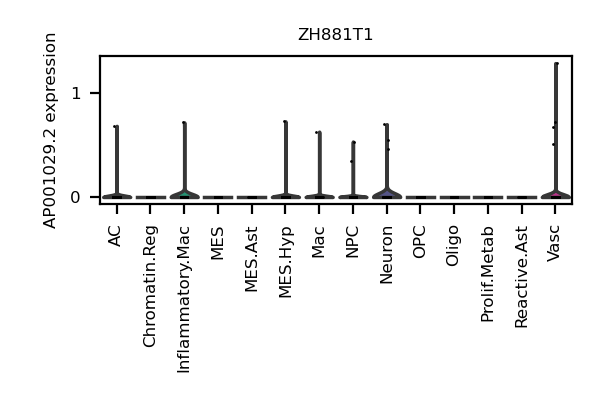 ZH881T1
AP001029.2 expression
1
0
AC
Chromatin.Reg
Inflammatory.Mac
MES
MES.Ast
MES.Hyp
Mac
NPC
Neuron
OPC
Oligo
Prolif.Metab
Reactive.Ast
Vasc